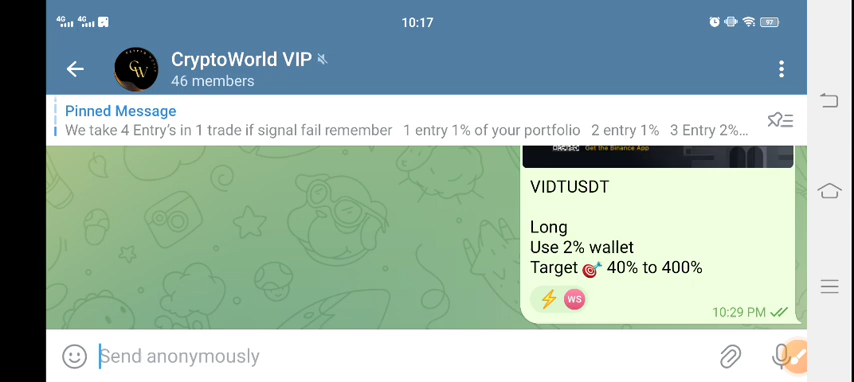 4G 4G 10:17 97
CryptoWorld VIP
GW
46 members
Pinned Message
We take 4 Entry's in 1 trade if signal fail remember 1 entry 1% of your portfolio 2 entry 1% 3 Entry 2%...
Get the Binance App
VIDTUSDT
Long
Use 2% wallet
Target 🎯 40% to 400%
⚡ WS
10:29 PM
Send anonymously